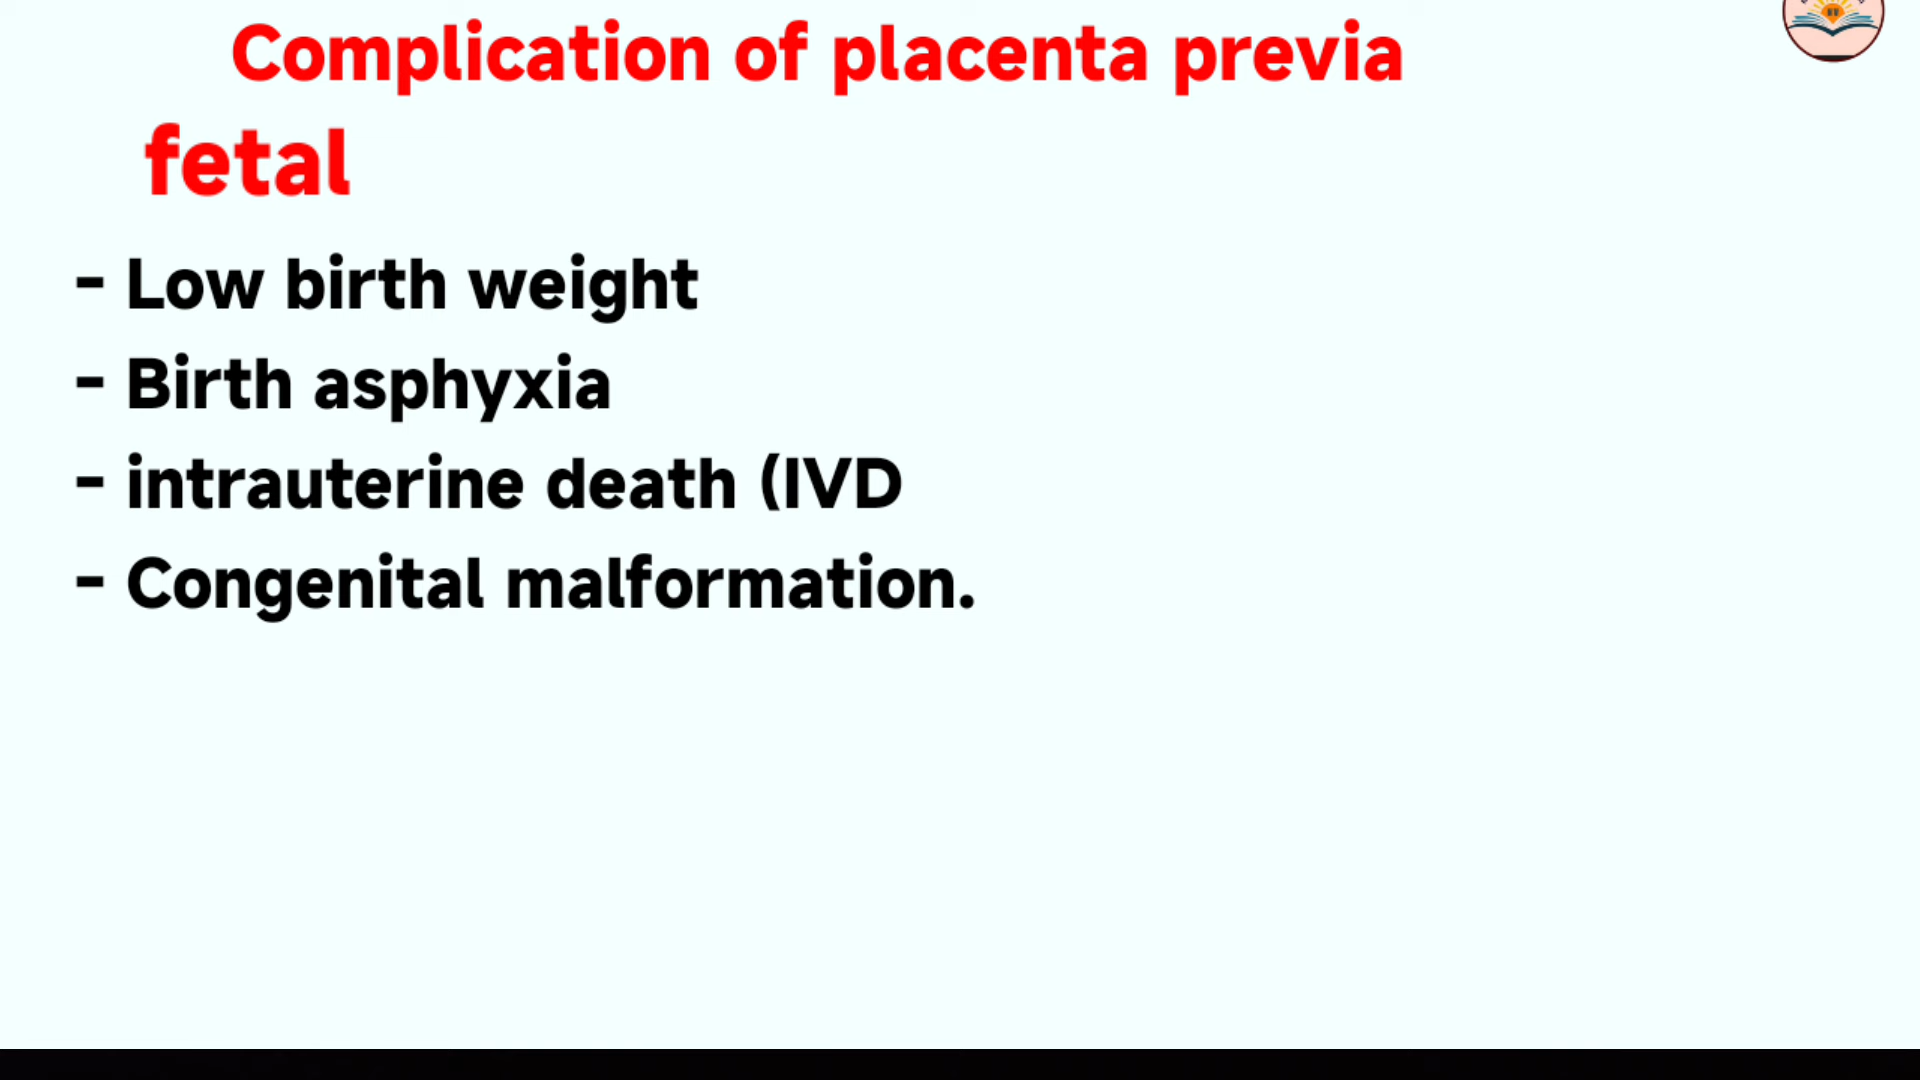 Complication of placenta previa
fetal
- Low birth weight
- Birth asphyxia
- intrauterine death (IVD
- Congenital malformation.